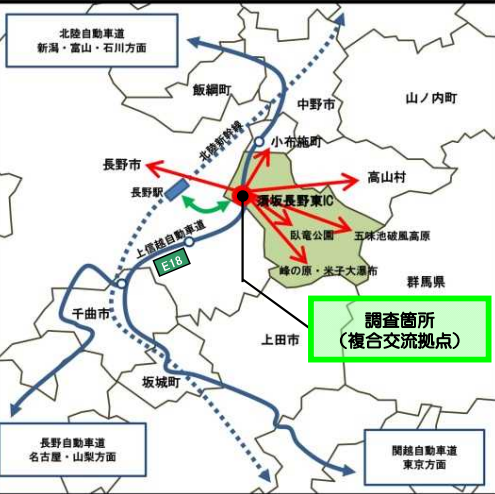 北陸自動車道
新潟・富山・石川方面
飯綱町
中野市
山ノ内町
北陸新幹線
小布施町
長野市
高山村
長野駅
須坂長野東IC
臥竜公園
五味池破風高原
上信越自動車道
E18
峰の原・米子大瀑布
群馬県
千曲市
調査箇所
（複合交流拠点）
上田市
坂城町
長野自動車道
名古屋・山梨方面
関越自動車道
東京方面